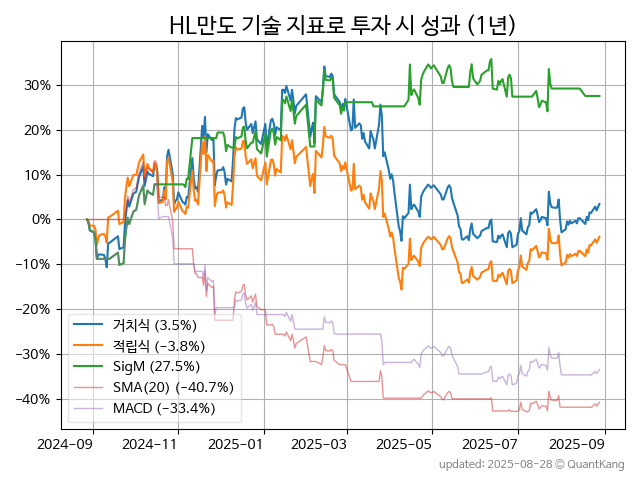 HL만도 기술 지표로 투자 시 성과 (1년)
30%
20%
10%
0%
−10%
−20%
−30%
−40%
거치식 (3.5%)
적립식 (−3.8%)
SigM (27.5%)
SMA(20) (−40.7%)
MACD (−33.4%)
2024-09
2024-11
2025-01
2025-03
2025-05
2025-07
2025-09
updated: 2025-08-28 © QuantKang